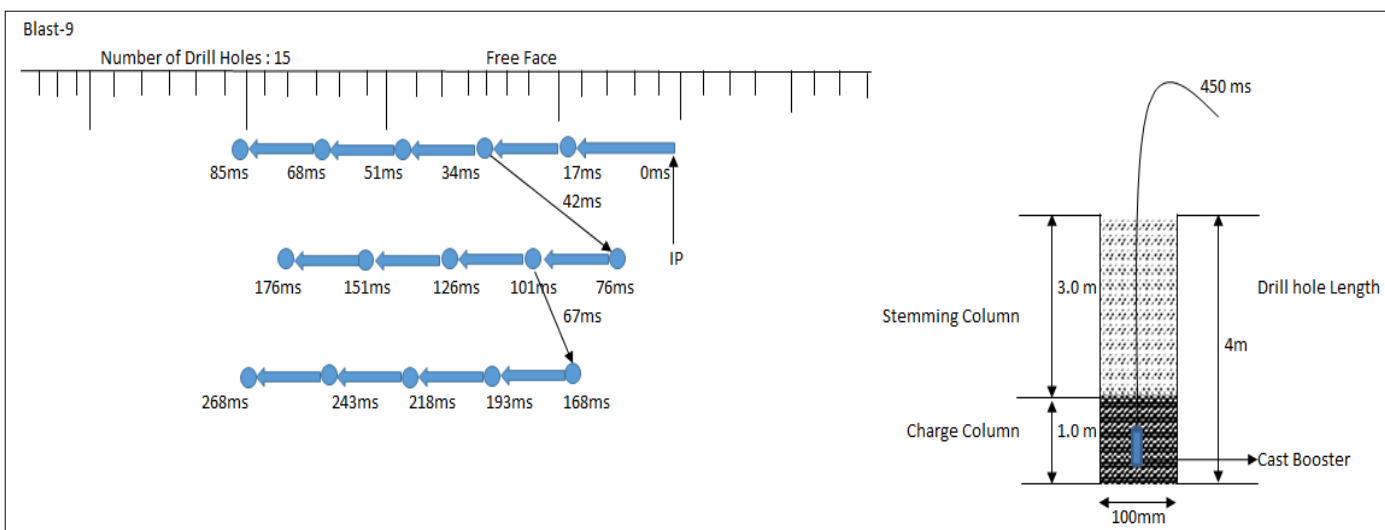 Blast-9
Number of Drill Holes : 15
Free Face
450 ms
85ms
68ms
51ms
34ms
17ms
0ms
42ms
IP
176ms
151ms
126ms
101ms
76ms
67ms
268ms
243ms
218ms
193ms
168ms
3.0 m
Drill hole Length
Stemming Column
4m
Charge Column
1.0 m
Cast Booster
100mm